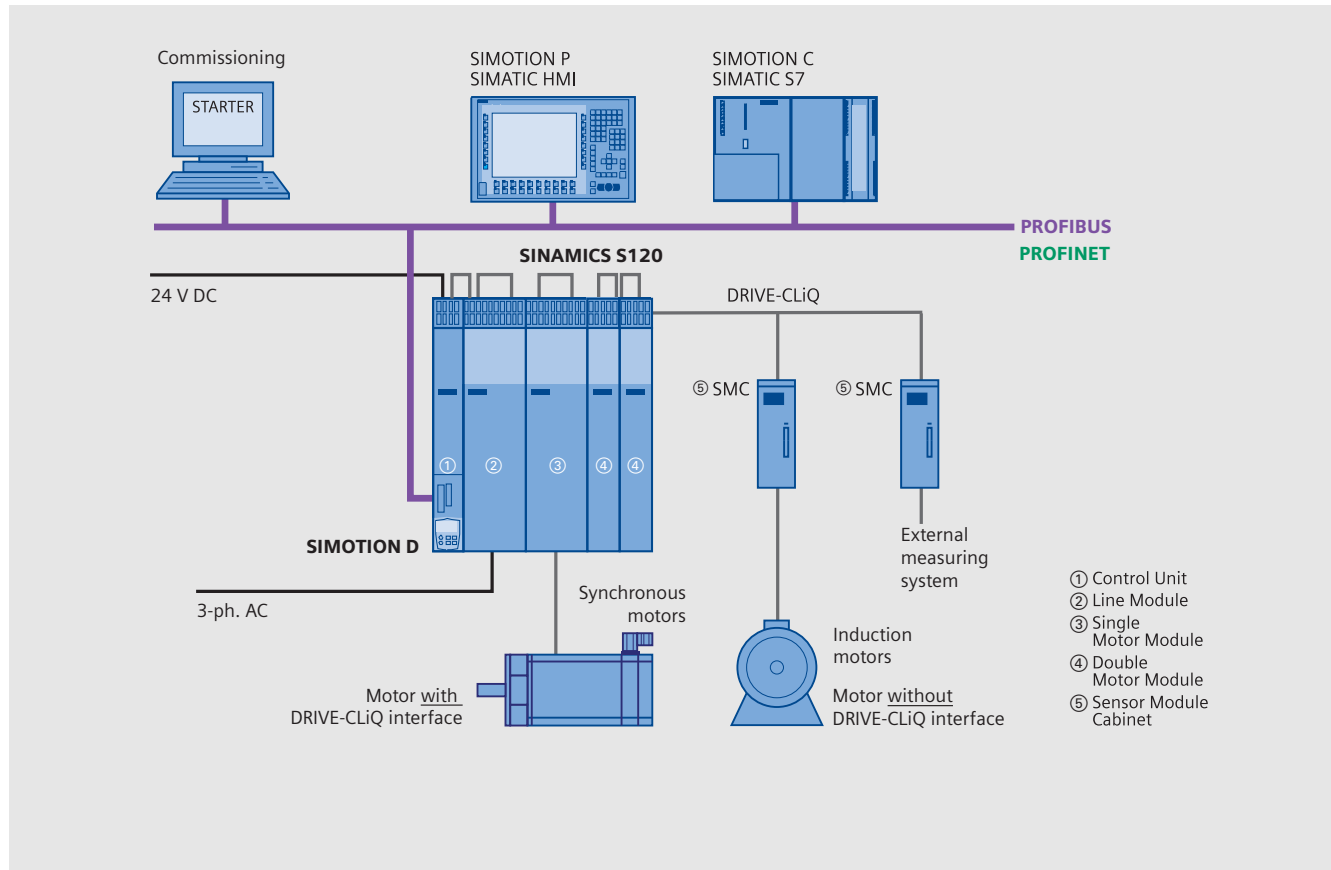 Commissioning
STARTER
SIMOTION P
SIMATIC HMI
SIMOTION C
SIMATIC S7
PROFIBUS
PROFINET
SINAMICS S120
24 V DC
DRIVE-CLiQ
⑤ SMC
⑤ SMC
① ② ③ ④ ④
SIMOTION D
3-ph. AC
External
measuring
system
Synchronous
motors
Motor with
DRIVE-CLiQ interface
Induction
motors
Motor without
DRIVE-CLiQ interface
① Control Unit
② Line Module
③ Single
Motor Module
④ Double
Motor Module
⑤ Sensor Module
Cabinet